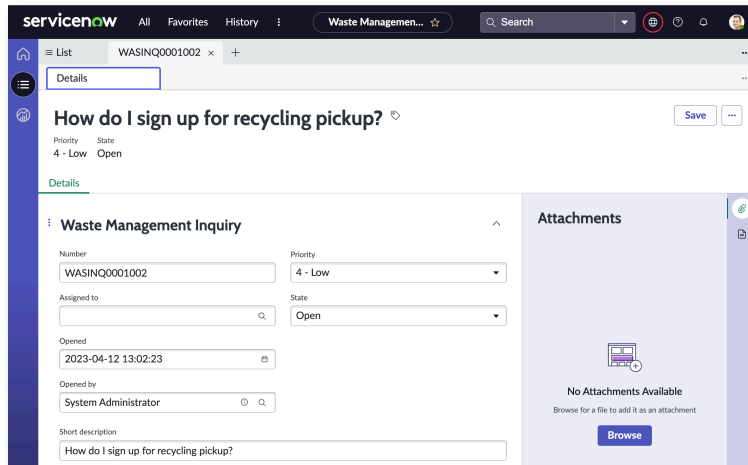 servicenow All Favorites History Waste Managemen... Search
List WASINQ0001002
Details
How do I sign up for recycling pickup?
Save
Priority State
4 - Low Open
Details
Waste Management Inquiry
Attachments
Number Priority
WASINQ0001002 4 - Low
Assigned to State
Open
Opened
2023-04-12 13:02:23
Opened by
System Administrator
No Attachments Available
Browse for a file to add it as an attachment
Browse
Short description
How do I sign up for recycling pickup?